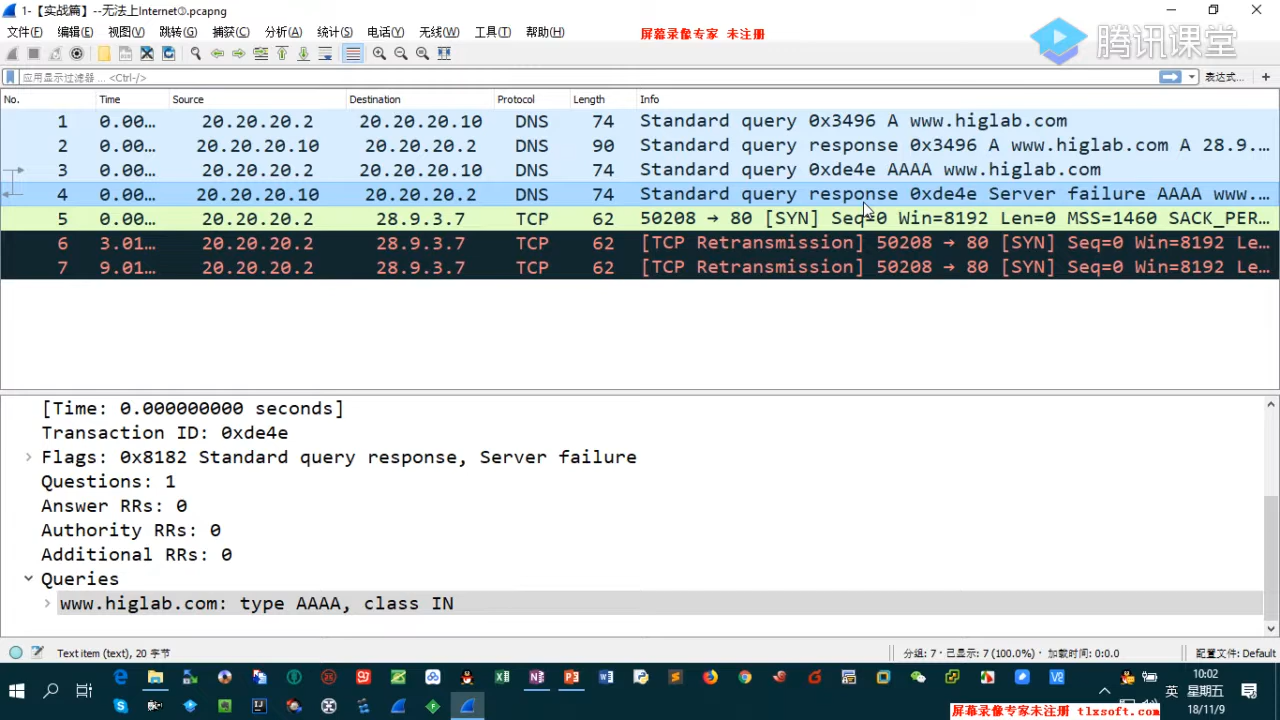 1-【实战篇】--无法上Internet①.pcapng
文件(F) 编辑(E) 视图(V) 跳转(G) 捕获(C) 分析(A) 统计(S) 电话(Y) 无线(W) 工具(T) 帮助(H)
屏幕录像专家 未注册
腾讯课堂
应用显示过滤器 … <Ctrl-/>
表达式… +
No. Time Source Destination Protocol Length Info
1 0.00… 20.20.20.2 20.20.20.10 DNS 74 Standard query 0x3496 A www.higlab.com
2 0.00… 20.20.20.10 20.20.20.2 DNS 90 Standard query response 0x3496 A www.higlab.com A 28.9.…
3 0.00… 20.20.20.2 20.20.20.10 DNS 74 Standard query 0xde4e AAAA www.higlab.com
4 0.00… 20.20.20.10 20.20.20.2 DNS 74 Standard query response 0xde4e Server failure AAAA www.…
5 0.00… 20.20.20.2 28.9.3.7 TCP 62 50208 → 80 [SYN] Seq=0 Win=8192 Len=0 MSS=1460 SACK_PER…
6 3.01… 20.20.20.2 28.9.3.7 TCP 62 [TCP Retransmission] 50208 → 80 [SYN] Seq=0 Win=8192 Le…
7 9.01… 20.20.20.2 28.9.3.7 TCP 62 [TCP Retransmission] 50208 → 80 [SYN] Seq=0 Win=8192 Le…
[Time: 0.000000000 seconds]
Transaction ID: 0xde4e
Flags: 0x8182 Standard query response, Server failure
Questions: 1
Answer RRs: 0
Authority RRs: 0
Additional RRs: 0
Queries
www.higlab.com: type AAAA, class IN
Text item (text), 20 字节
分组: 7 · 已显示: 7 (100.0%) · 加载时间: 0:0.0
配置文件: Default
10:02
英 星期五
18/11/9
屏幕录像专家未注册 tlxsoft.com